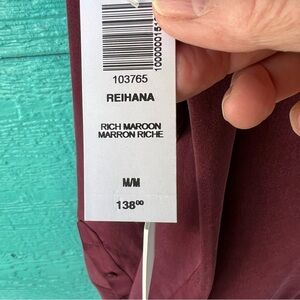 103765
REIHANA
RICH MAROON
MARRON RICHE
M/M
138⁰⁰